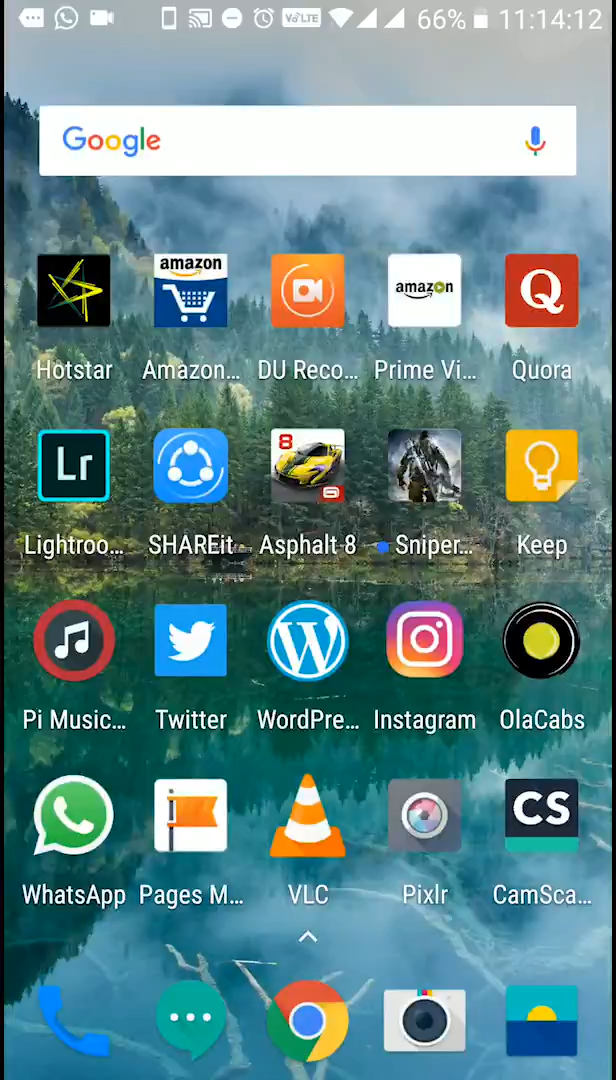 VoLTE 66% 11:14:12
Google
amazon
amazon
Q
Hotstar Amazon... DU Reco... Prime Vi... Quora
Lr
8
Lightroo... SHAREit Asphalt 8 Sniper... Keep
Pi Music... Twitter WordPre... Instagram OlaCabs
CS
WhatsApp Pages M... VLC Pixlr CamSca...